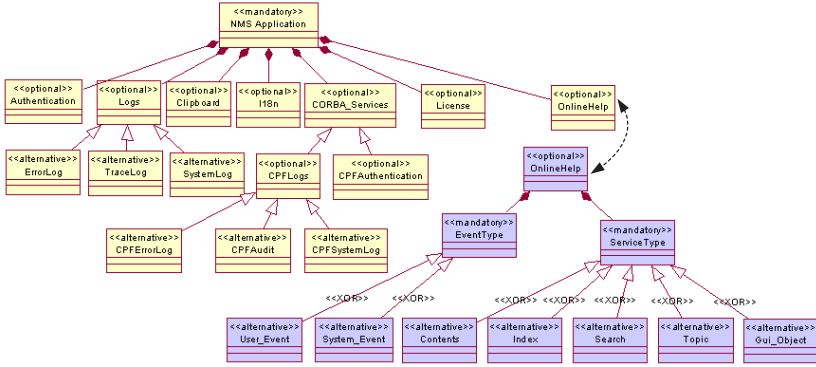 <<mandatory>>
NMS Application
<<optional>>
Authentication
<<optional>>
Logs
<<optional>>
Clipboard
<<optional>>
I18n
<<optional>>
CORBA_Services
<<optional>>
License
<<optional>>
OnlineHelp
<<alternative>>
ErrorLog
<<alternative>>
TraceLog
<<alternative>>
SystemLog
<<optional>>
CPFLogs
<<optional>>
CPFAuthentication
<<optional>>
OnlineHelp
<<alternative>>
CPFErrorLog
<<alternative>>
CPFAudit
<<alternative>>
CPFSystemLog
<<mandatory>>
EventType
<<mandatory>>
ServiceType
<<XOR>>
<<XOR>>
<<XOR>>
<<XOR>>
<<XOR>>
<<XOR>>
<<XOR>>
<<alternative>>
User_Event
<<alternative>>
System_Event
<<alternative>>
Contents
<<alternative>>
Index
<<alternative>>
Search
<<alternative>>
Topic
<<alternative>>
Gui_Object